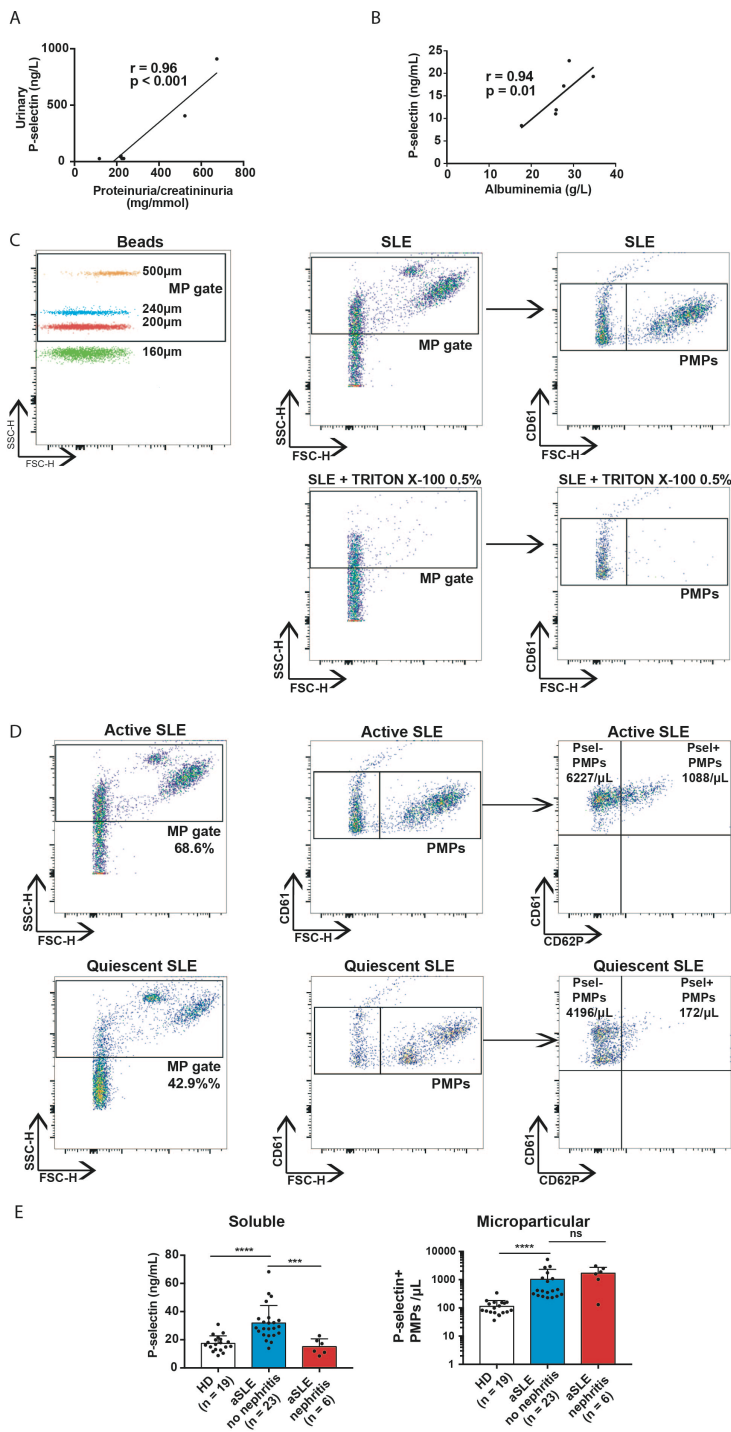 A
Urinary
P-selectin (ng/L)
1000
500
0
r = 0.96
p < 0.001
0 200 400 600 800
Proteinuria/creatininuria
(mg/mmol)
B
P-selectin (ng/mL)
25
20
15
10
5
0
r = 0.94
p = 0.01
0 10 20 30 40
Albuminemia (g/L)
C
Beads
500µm
MP gate
240µm
200µm
160µm
SSC-H
FSC-H
SLE
MP gate
SSC-H
FSC-H
SLE
PMPs
CD61
FSC-H
SLE + TRITON X-100 0.5%
MP gate
SSC-H
FSC-H
SLE + TRITON X-100 0.5%
PMPs
CD61
FSC-H
D
Active SLE
MP gate
68.6%
SSC-H
FSC-H
Active SLE
PMPs
CD61
FSC-H
Active SLE
Psel-
PMPs
6227/µL
Psel+
PMPs
1088/µL
CD61
CD62P
Quiescent SLE
MP gate
42.9%%
SSC-H
FSC-H
Quiescent SLE
PMPs
CD61
FSC-H
Quiescent SLE
Psel-
PMPs
4196/µL
Psel+
PMPs
172/µL
CD61
CD62P
E
Soluble
P-selectin (ng/mL)
80
60
40
20
0
****
***
HD
(n = 19)
aSLE
no nephritis
(n = 23)
aSLE
nephritis
(n = 6)
Microparticular
P-selectin+
PMPs /µL
10000
1000
100
10
1
****
ns
HD
(n = 19)
aSLE
no nephritis
(n = 23)
aSLE
nephritis
(n = 6)